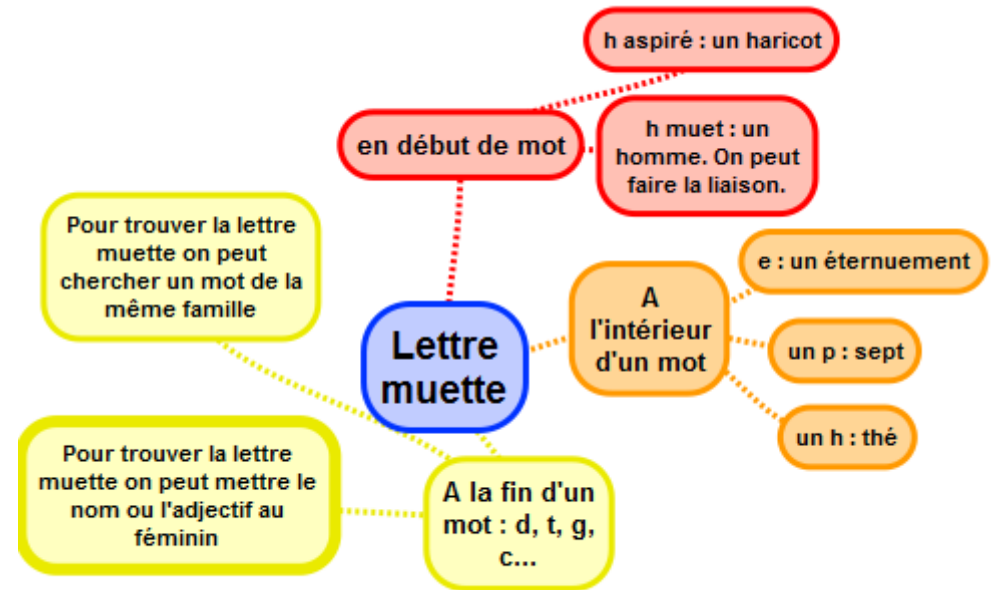 Lettre
muette
en début de mot
h aspiré : un haricot
h muet : un
homme. On peut
faire la liaison.
A
l'intérieur
d'un mot
e : un éternuement
un p : sept
un h : thé
A la fin d'un
mot : d, t, g,
c...
Pour trouver la lettre
muette on peut
chercher un mot de la
même famille
Pour trouver la lettre
muette on peut mettre le
nom ou l'adjectif au
féminin